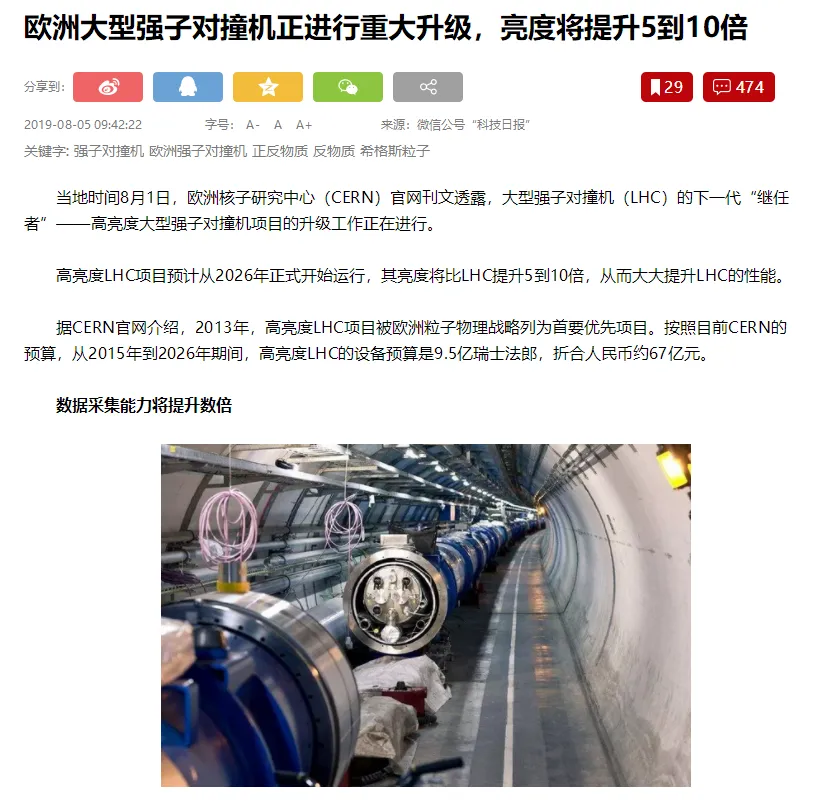 欧洲大型强子对撞机正进行重大升级，亮度将提升5到10倍
分享到:
29
474
2019-08-05 09:42:22 字号： A- A A+ 来源：微信公号“科技日报”
关键字: 强子对撞机 欧洲强子对撞机 正反物质 反物质 希格斯粒子
当地时间8月1日，欧洲核子研究中心（CERN）官网刊文透露，大型强子对撞机（LHC）的下一代“继任
者”——高亮度大型强子对撞机项目的升级工作正在进行。
高亮度LHC项目预计从2026年正式开始运行，其亮度将比LHC提升5到10倍，从而大大提升LHC的性能。
据CERN官网介绍，2013年，高亮度LHC项目被欧洲粒子物理战略列为首要优先项目。按照目前CERN的
预算，从2015年到2026年期间，高亮度LHC的设备预算是9.5亿瑞士法郎，折合人民币约67亿元。
数据采集能力将提升数倍